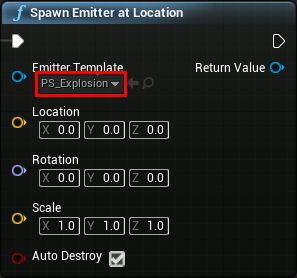 f Spawn Emitter at Location
Emitter Template Return Value
PS_Explosion
Location
X 0.0 Y 0.0 Z 0.0
Rotation
X 0.0 Y 0.0 Z 0.0
Scale
X 1.0 Y 1.0 Z 1.0
Auto Destroy